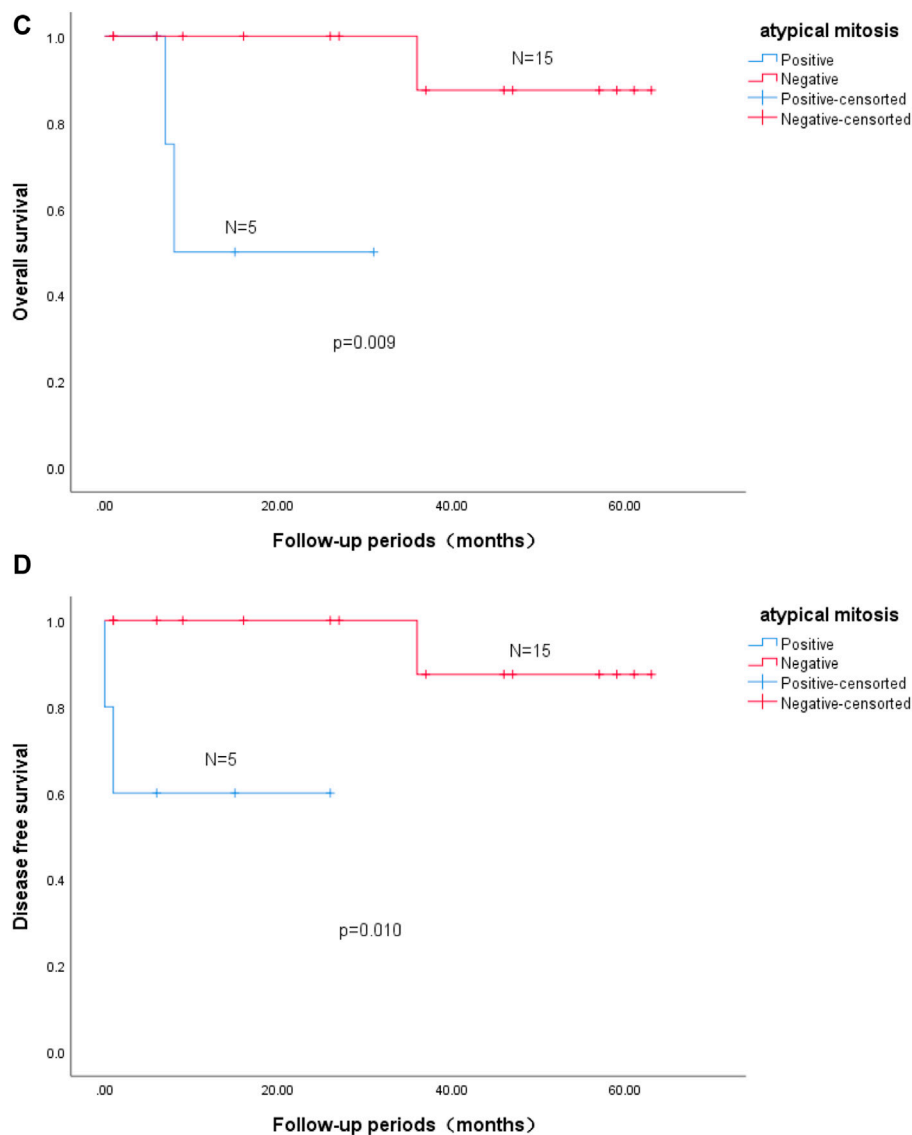 C
atypical mitosis
Positive
Negative
Positive-censorted
Negative-censorted
N=15
N=5
p=0.009
Overall survival
1.0
0.8
0.6
0.4
0.2
0.0
.00 20.00 40.00 60.00
Follow-up periods（months）
D
atypical mitosis
Positive
Negative
Positive-censorted
Negative-censorted
N=15
N=5
p=0.010
Disease free survival
1.0
0.8
0.6
0.4
0.2
0.0
.00 20.00 40.00 60.00
Follow-up periods（months）